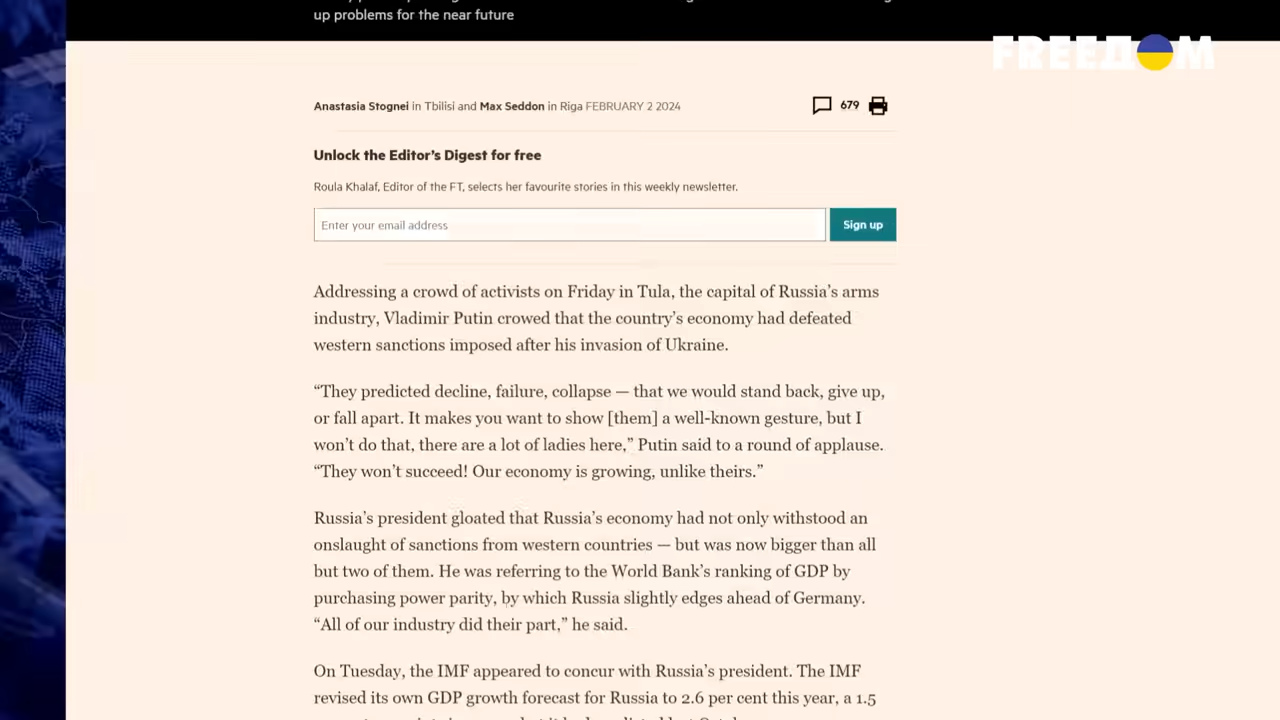 up problems for the near future
FREEДOM
Anastasia Stognei in Tbilisi and Max Seddon in Riga FEBRUARY 2 2024
679
Unlock the Editor’s Digest for free
Roula Khalaf, Editor of the FT, selects her favourite stories in this weekly newsletter.
Enter your email address
Sign up
Addressing a crowd of activists on Friday in Tula, the capital of Russia’s arms
industry, Vladimir Putin crowed that the country’s economy had defeated
western sanctions imposed after his invasion of Ukraine.
“They predicted decline, failure, collapse — that we would stand back, give up,
or fall apart. It makes you want to show [them] a well-known gesture, but I
won’t do that, there are a lot of ladies here,” Putin said to a round of applause.
“They won’t succeed! Our economy is growing, unlike theirs.”
Russia’s president gloated that Russia’s economy had not only withstood an
onslaught of sanctions from western countries — but was now bigger than all
but two of them. He was referring to the World Bank’s ranking of GDP by
purchasing power parity, by which Russia slightly edges ahead of Germany.
“All of our industry did their part,” he said.
On Tuesday, the IMF appeared to concur with Russia’s president. The IMF
revised its own GDP growth forecast for Russia to 2.6 per cent this year, a 1.5